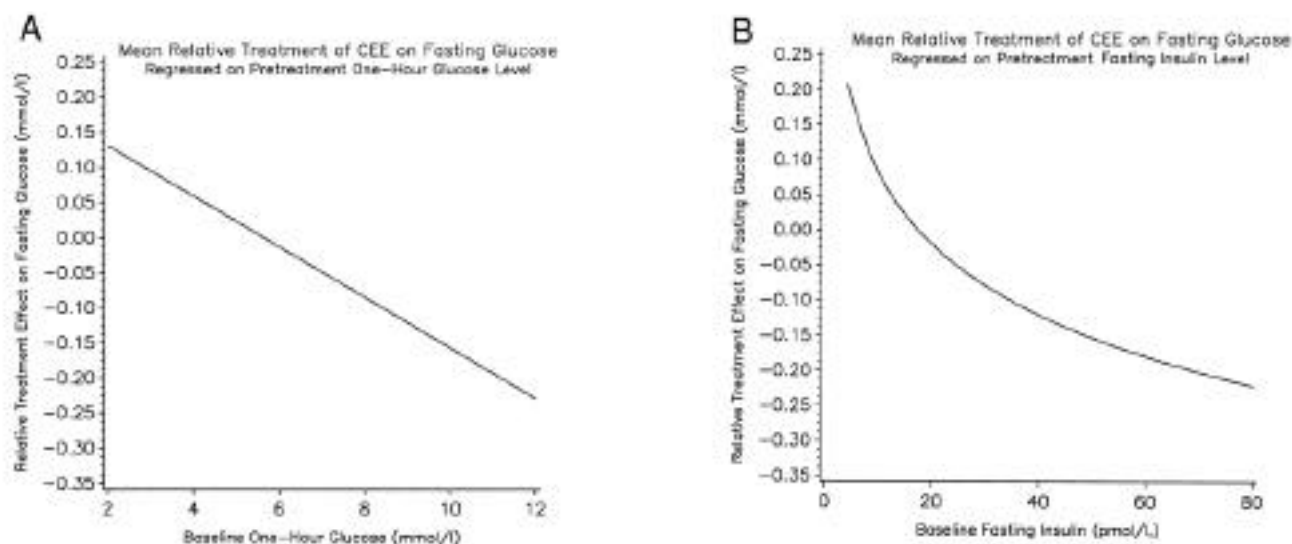 A
Mean Relative Treatment of CEE on Fasting Glucose
Regressed on Pretreatment One-Hour Glucose Level
Relative Treatment Effect on Fasting Glucose (mmol/l)
0.25
0.20
0.15
0.10
0.05
0.00
-0.05
-0.10
-0.15
-0.20
-0.25
-0.30
-0.35
2 4 6 8 10 12
Baseline One-Hour Glucose (mmol/l)
B
Mean Relative Treatment of CEE on Fasting Glucose
Regressed on Pretreatment Fasting Insulin Level
Relative Treatment Effect on Fasting Glucose (mmol/l)
0.25
0.20
0.15
0.10
0.05
0.00
-0.05
-0.10
-0.15
-0.20
-0.25
-0.30
-0.35
0 20 40 60 80
Baseline Fasting Insulin (pmol/L)